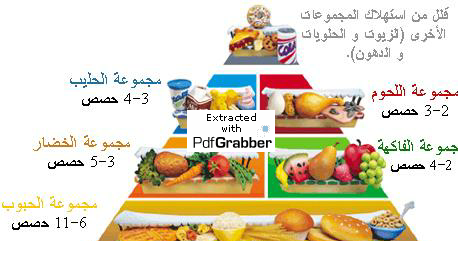 قلل من استهلاك المجموعات
الأخرى (الزيوت و الحلويات
و الدهون).
مجموعة الحليب
3-4 حصص
مجموعة اللحوم
2-3 حصص
Extracted
with
PdfGrabber
مجموعة الخضار
3-5 حصص
جموعة الفاكهة
2-4 حصص
مجموعة الحبوب
6-11 حصص